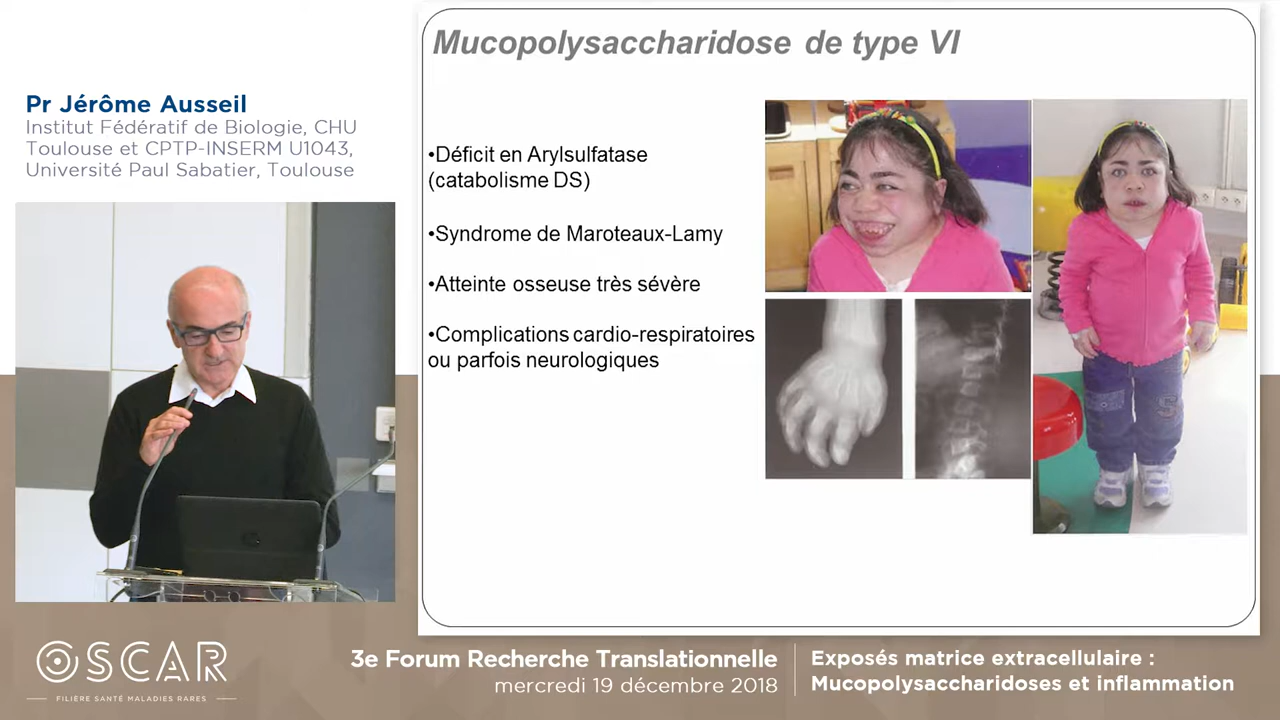 Pr Jérôme Ausseil
Institut Fédératif de Biologie, CHU
Toulouse et CPTP-INSERM U1043,
Université Paul Sabatier, Toulouse
Mucopolysaccharidose de type VI
•Déficit en Arylsulfatase
(catabolisme DS)
•Syndrome de Maroteaux-Lamy
•Atteinte osseuse très sévère
•Complications cardio-respiratoires
ou parfois neurologiques
OSCAR
FILIÈRE SANTÉ MALADIES RARES
3e Forum Recherche Translationnelle
mercredi 19 décembre 2018
Exposés matrice extracellulaire :
Mucopolysaccharidoses et inflammation